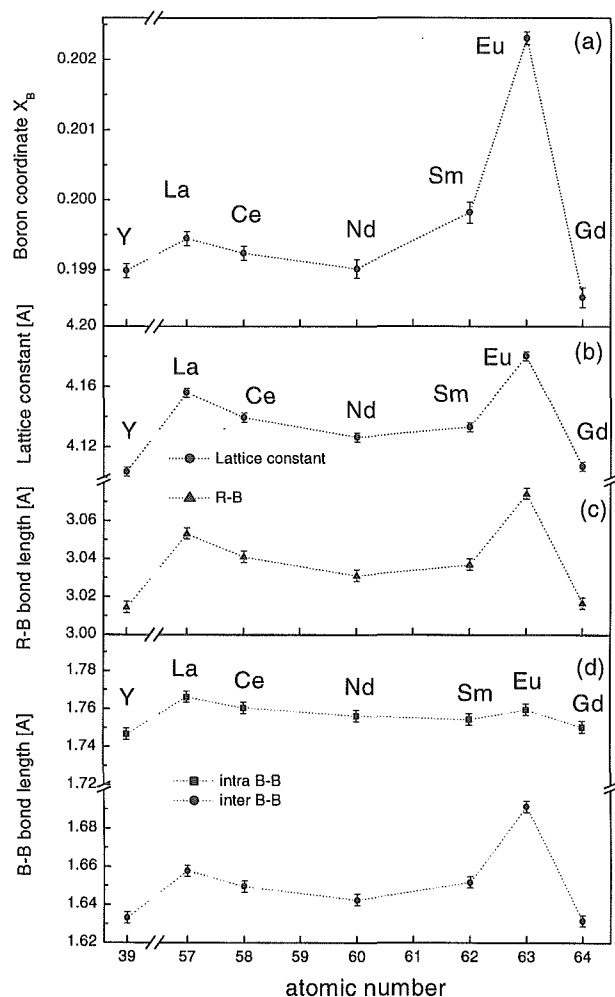 Boron coordinate X_B
0.202
0.201
0.200
0.199
Y
La
Ce
Nd
Sm
Eu
Gd
(a)
Lattice constant [A]
4.20
4.16
4.12
Y
La
Ce
Nd
Sm
Eu
Gd
(b)
Lattice constant
R-B bond length [A]
3.06
3.04
3.02
3.00
R-B
(c)
B-B bond length [A]
1.78
1.76
1.74
1.72
1.68
1.66
1.64
1.62
Y
La
Ce
Nd
Sm
Eu
Gd
(d)
intra B-B
inter B-B
39 57 58 59 60 61 62 63 64
atomic number